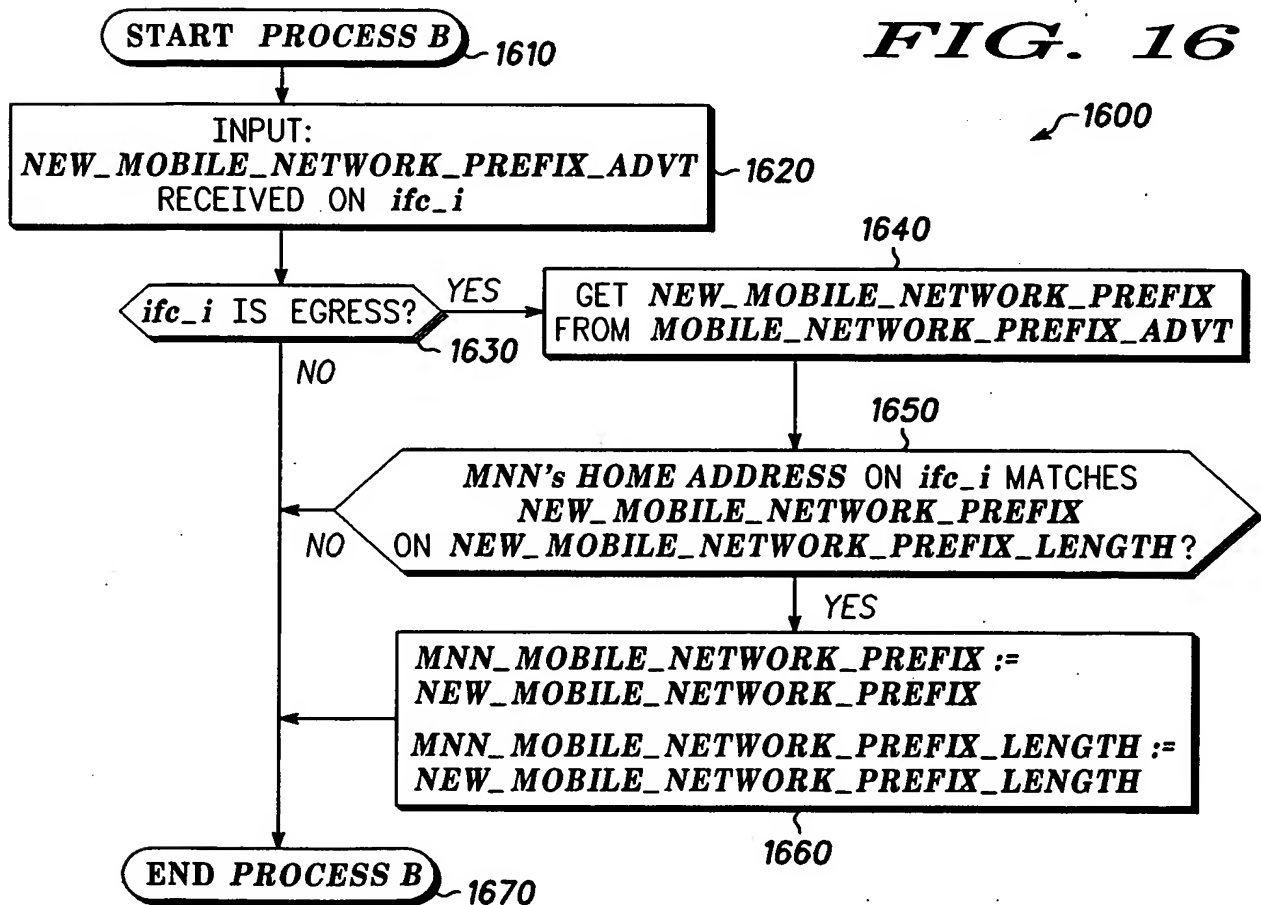 FIG. 16
START PROCESS B
1610
1600
INPUT:
NEW_MOBILE_NETWORK_PREFIX_ADVT
RECEIVED ON ifc_i
1620
1640
ifc_i IS EGRESS?
YES
1630
NO
GET NEW_MOBILE_NETWORK_PREFIX
FROM MOBILE_NETWORK_PREFIX_ADVT
1650
MNN's HOME ADDRESS ON ifc_i MATCHES
NEW_MOBILE_NETWORK_PREFIX
ON NEW_MOBILE_NETWORK_PREFIX_LENGTH?
NO
YES
MNN_MOBILE_NETWORK_PREFIX :=
NEW_MOBILE_NETWORK_PREFIX
MNN_MOBILE_NETWORK_PREFIX_LENGTH :=
NEW_MOBILE_NETWORK_PREFIX_LENGTH
1660
END PROCESS B
1670